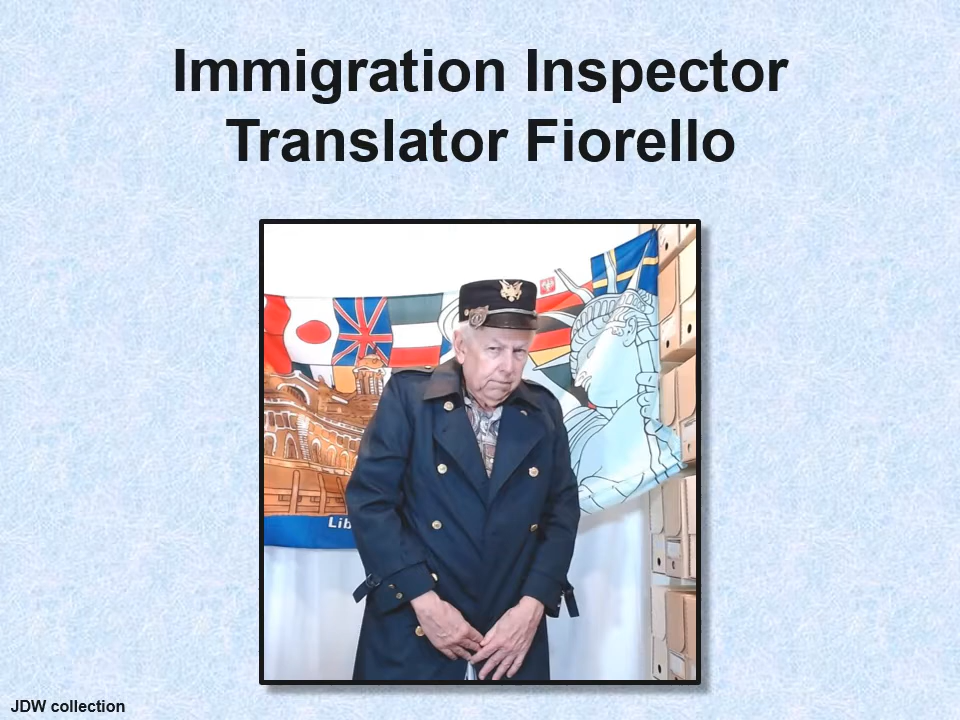 Immigration Inspector
Translator Fiorello
Lib
JDW collection